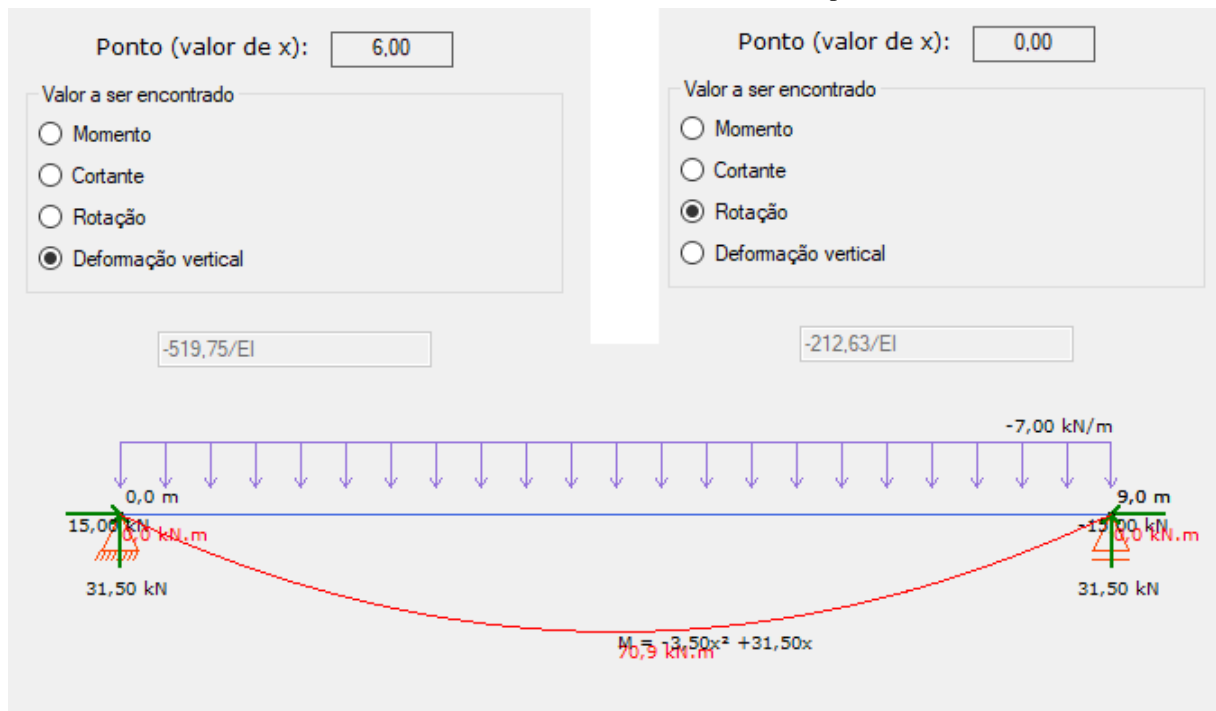 Ponto (valor de x): 6,00
Valor a ser encontrado
Momento
Cortante
Rotação
Deformação vertical
-519,75/EI
Ponto (valor de x): 0,00
Valor a ser encontrado
Momento
Cortante
Rotação
Deformação vertical
-212,63/EI
-7,00 kN/m
0,0 m
9,0 m
15,00 kN
0,0 kN.m
-15,00 kN
0,0 kN.m
31,50 kN
31,50 kN
M = -3,50x² +31,50x
70,9 kN.m